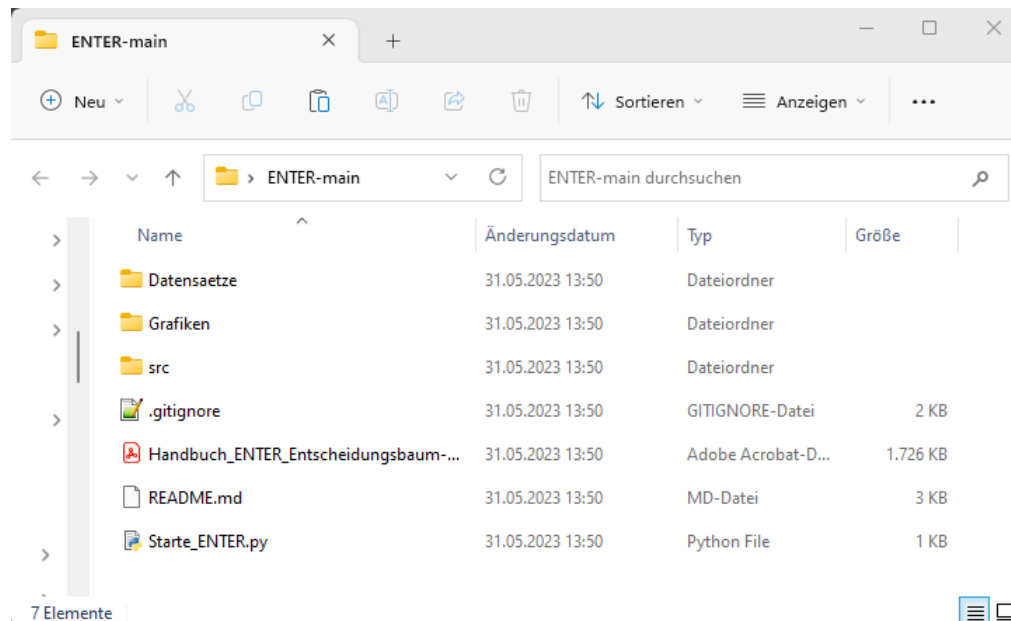 ENTER-main
Neu
Sortieren
Anzeigen
ENTER-main
ENTER-main durchsuchen
Name Änderungsdatum Typ Größe
Datensaetze 31.05.2023 13:50 Dateiordner
Grafiken 31.05.2023 13:50 Dateiordner
src 31.05.2023 13:50 Dateiordner
.gitignore 31.05.2023 13:50 GITIGNORE-Datei 2 KB
Handbuch_ENTER_Entscheidungsbaum-... 31.05.2023 13:50 Adobe Acrobat-D... 1.726 KB
README.md 31.05.2023 13:50 MD-Datei 3 KB
Starte_ENTER.py 31.05.2023 13:50 Python File 1 KB
7 Elemente